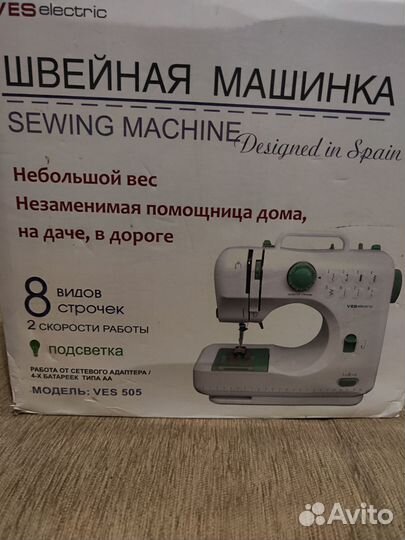 VES electric
ШВЕЙНАЯ МАШИНКА
SEWING MACHINE
Designed in Spain
Небольшой вес
Незаменимая помощница дома,
на даче, в дороге
8 ВИДОВ
СТРОЧЕК
2 СКОРОСТИ РАБОТЫ
подсветка
РАБОТА ОТ СЕТЕВОГО АДАПТЕРА /
4-Х БАТАРЕЕК ТИПА АА
МОДЕЛЬ: VES 505
VES
Avito